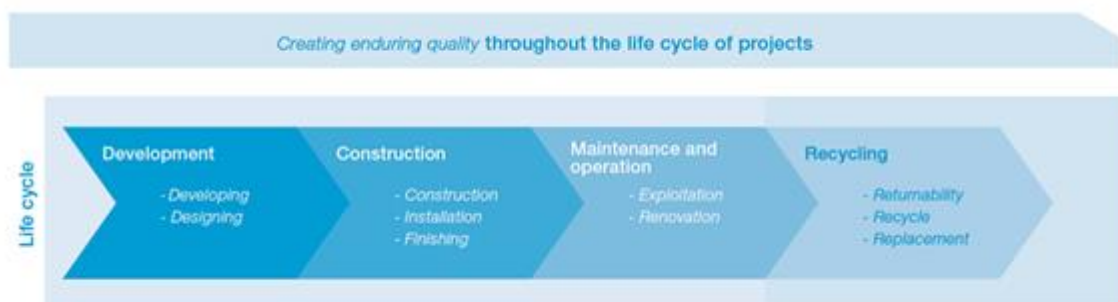 Creating enduring quality throughout the life cycle of projects
Life cycle
Development
- Developing
- Designing
Construction
- Construction
- Installation
- Finishing
Maintenance and
operation
- Exploitation
- Renovation
Recycling
- Returnability
- Recycle
- Replacement